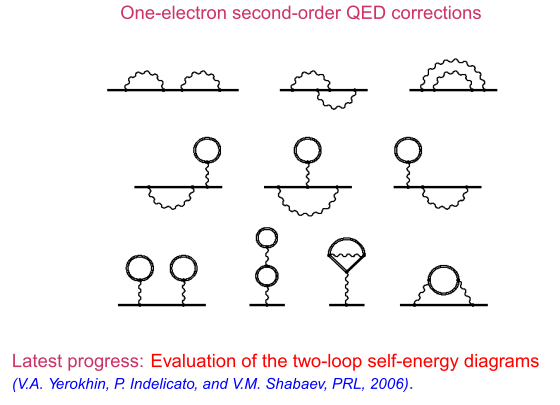 One-electron second-order QED corrections
Latest progress: Evaluation of the two-loop self-energy diagrams
(V.A. Yerokhin, P. Indelicato, and V.M. Shabaev, PRL, 2006).